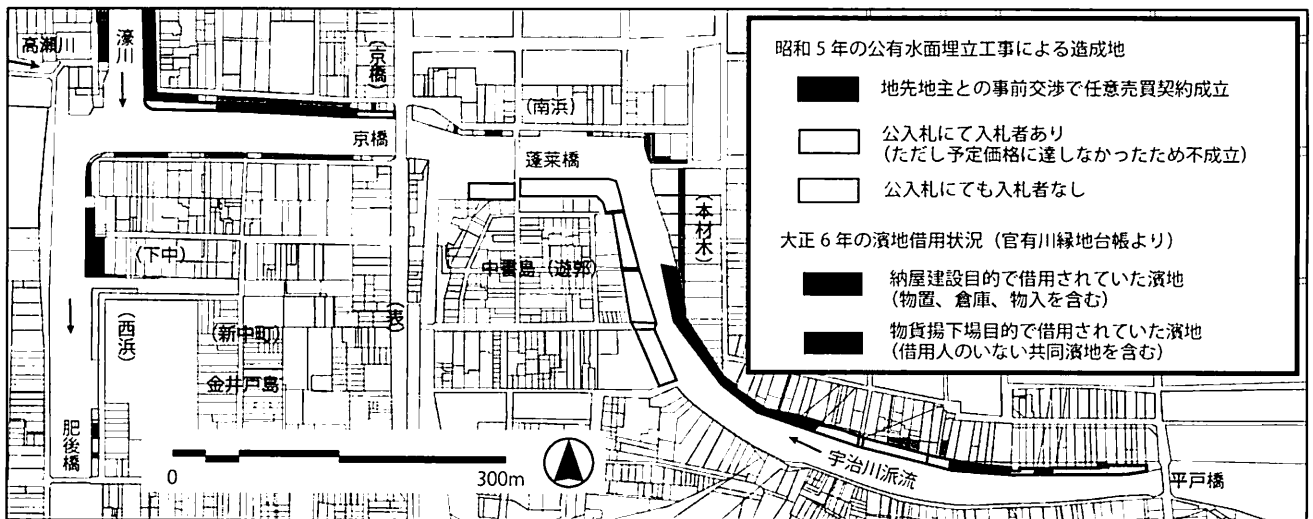 高瀬川
濠川
(京橋)
京橋
(南浜)
蓬莱橋
(本材木)
(下中)
中書島(遊郭)
(西浜)
(新中町)
(表)
金井戸島
肥後橋
宇治川派流
平戸橋
0
300m
昭和5年の公有水面埋立工事による造成地
地先地主との事前交渉で任意売買契約成立
公入札にて入札者あり
(ただし予定価格に達しなかったため不成立)
公入札にても入札者なし
大正6年の濱地借用状況(官有川縁地台帳より)
納屋建設目的で借用されていた濱地
(物置、倉庫、物入を含む)
物貨揚下場目的で借用されていた濱地
(借用人のいない共同濱地を含む)